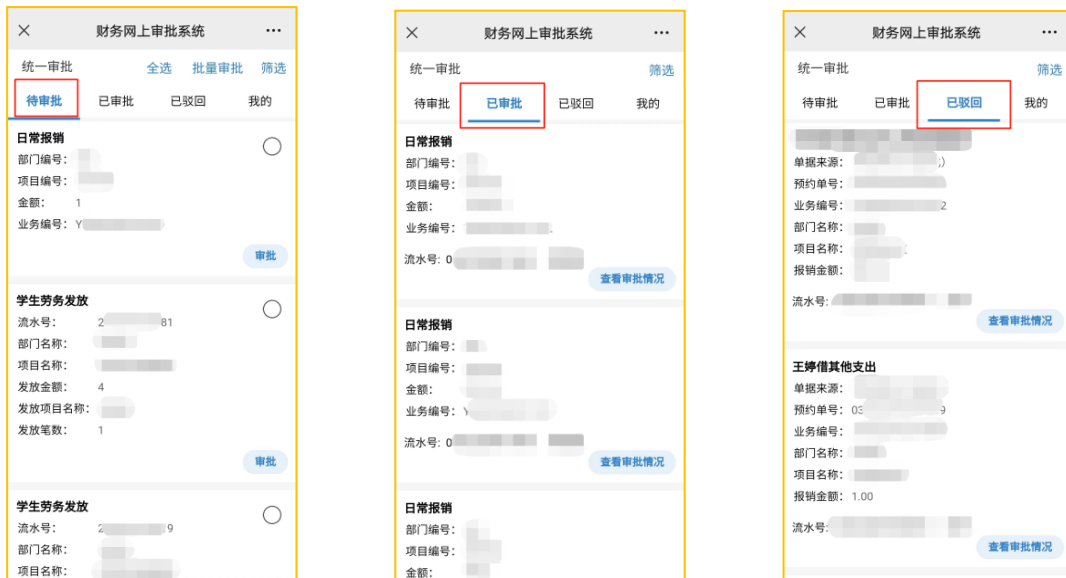 财务网上审批系统
统一审批 全选 批量审批 筛选
待审批 已审批 已驳回 我的
日常报销
部门编号:
项目编号:
金额: 1
业务编号: Y
审批
学生劳务发放
流水号: 2 81
部门名称:
项目名称:
发放金额: 4
发放项目名称:
发放笔数: 1
审批
学生劳务发放
流水号: 2 9
部门名称:
项目名称:
财务网上审批系统
统一审批 筛选
待审批 已审批 已驳回 我的
日常报销
部门编号:
项目编号:
金额:
业务编号:
流水号: 0
查看审批情况
日常报销
部门编号:
项目编号:
金额:
业务编号: Y
流水号: 0
查看审批情况
日常报销
部门编号:
项目编号:
金额:
财务网上审批系统
统一审批 筛选
待审批 已审批 已驳回 我的
单据来源:
预约单号:
业务编号: 2
部门名称:
项目名称:
报销金额:
流水号:
查看审批情况
王婷借其他支出
单据来源:
预约单号: 03 9
业务编号:
部门名称:
项目名称:
报销金额: 1.00
流水号:
查看审批情况